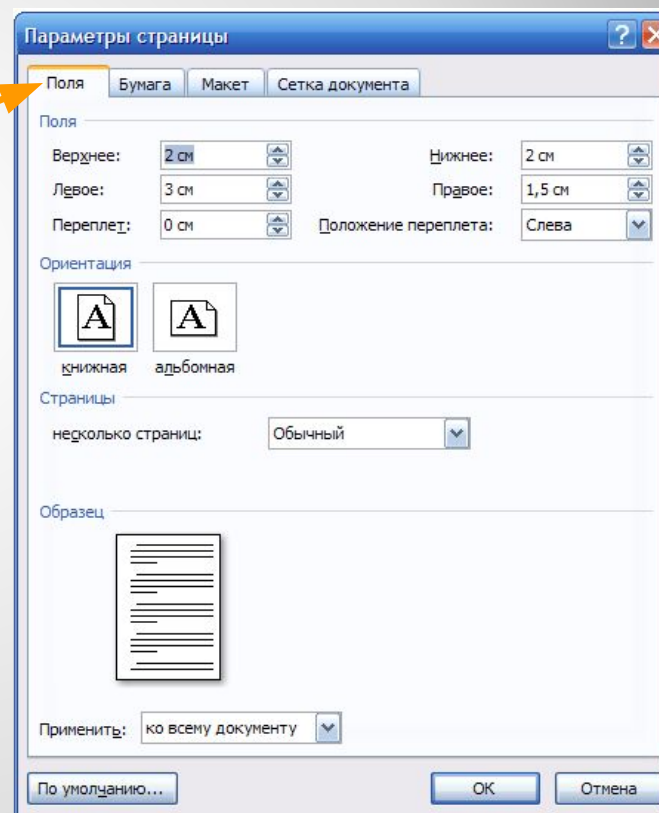 Параметры страницы
Поля Бумага Макет Сетка документа
Поля
Верхнее: 2 см Нижнее: 2 см
Левое: 3 см Правое: 1,5 см
Переплет: 0 см Положение переплета: Слева
Ориентация
A A
книжная альбомная
Страницы
несколько страниц: Обычный
Образец
Применить: ко всему документу
По умолчанию... ОК Отмена